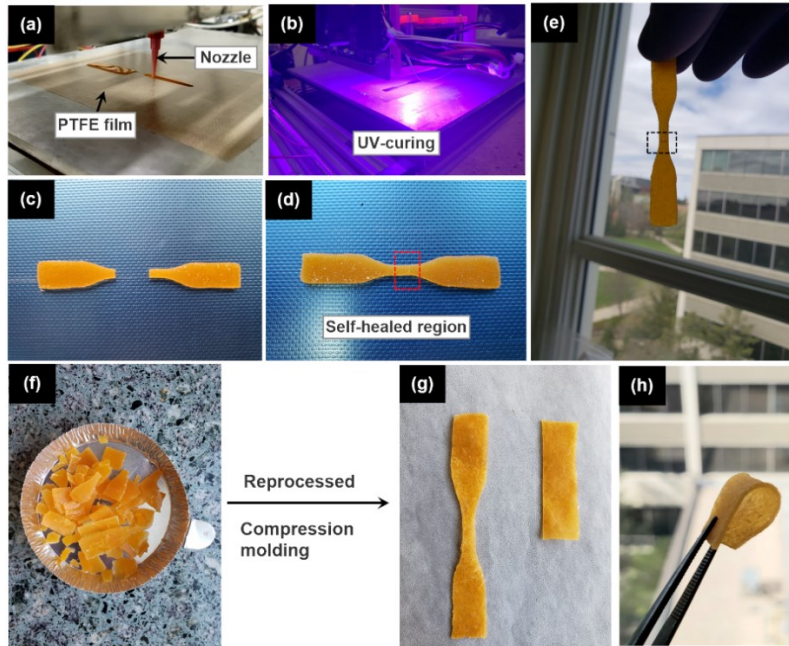 (a)
Nozzle
PTFE film
(b)
UV-curing
(e)
(c)
(d)
Self-healed region
(f)
Reprocessed
Compression
molding
(g)
(h)